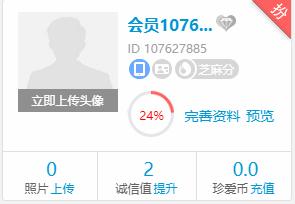 扮
会员1076...
ID 107627885
芝麻分
立即上传头像
24%
完善资料 预览
0 2 0.0
照片 上传 诚信值 提升 珍爱币 充值